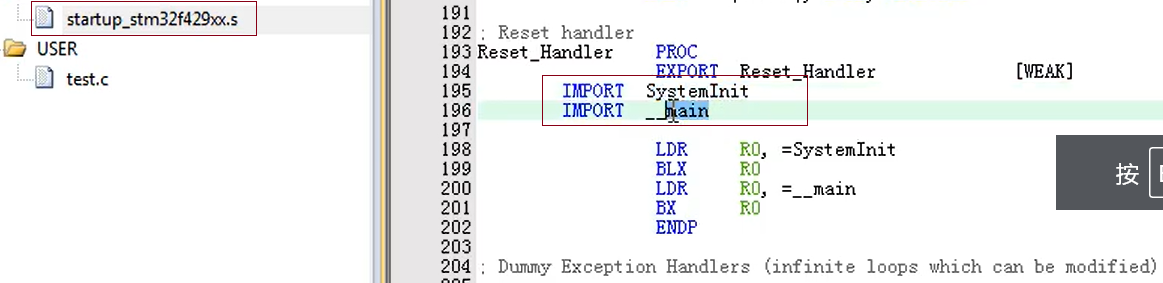 startup_stm32f429xx.s
USER
test.c
191
192 ; Reset handler
193 Reset_Handler PROC
194 EXPORT Reset_Handler [WEAK]
195 IMPORT SystemInit
196 IMPORT __main
197
198 LDR R0, =SystemInit
199 BLX R0
200 LDR R0, =__main
201 BX R0
202 ENDP
203
204 ; Dummy Exception Handlers (infinite loops which can be modified)
按